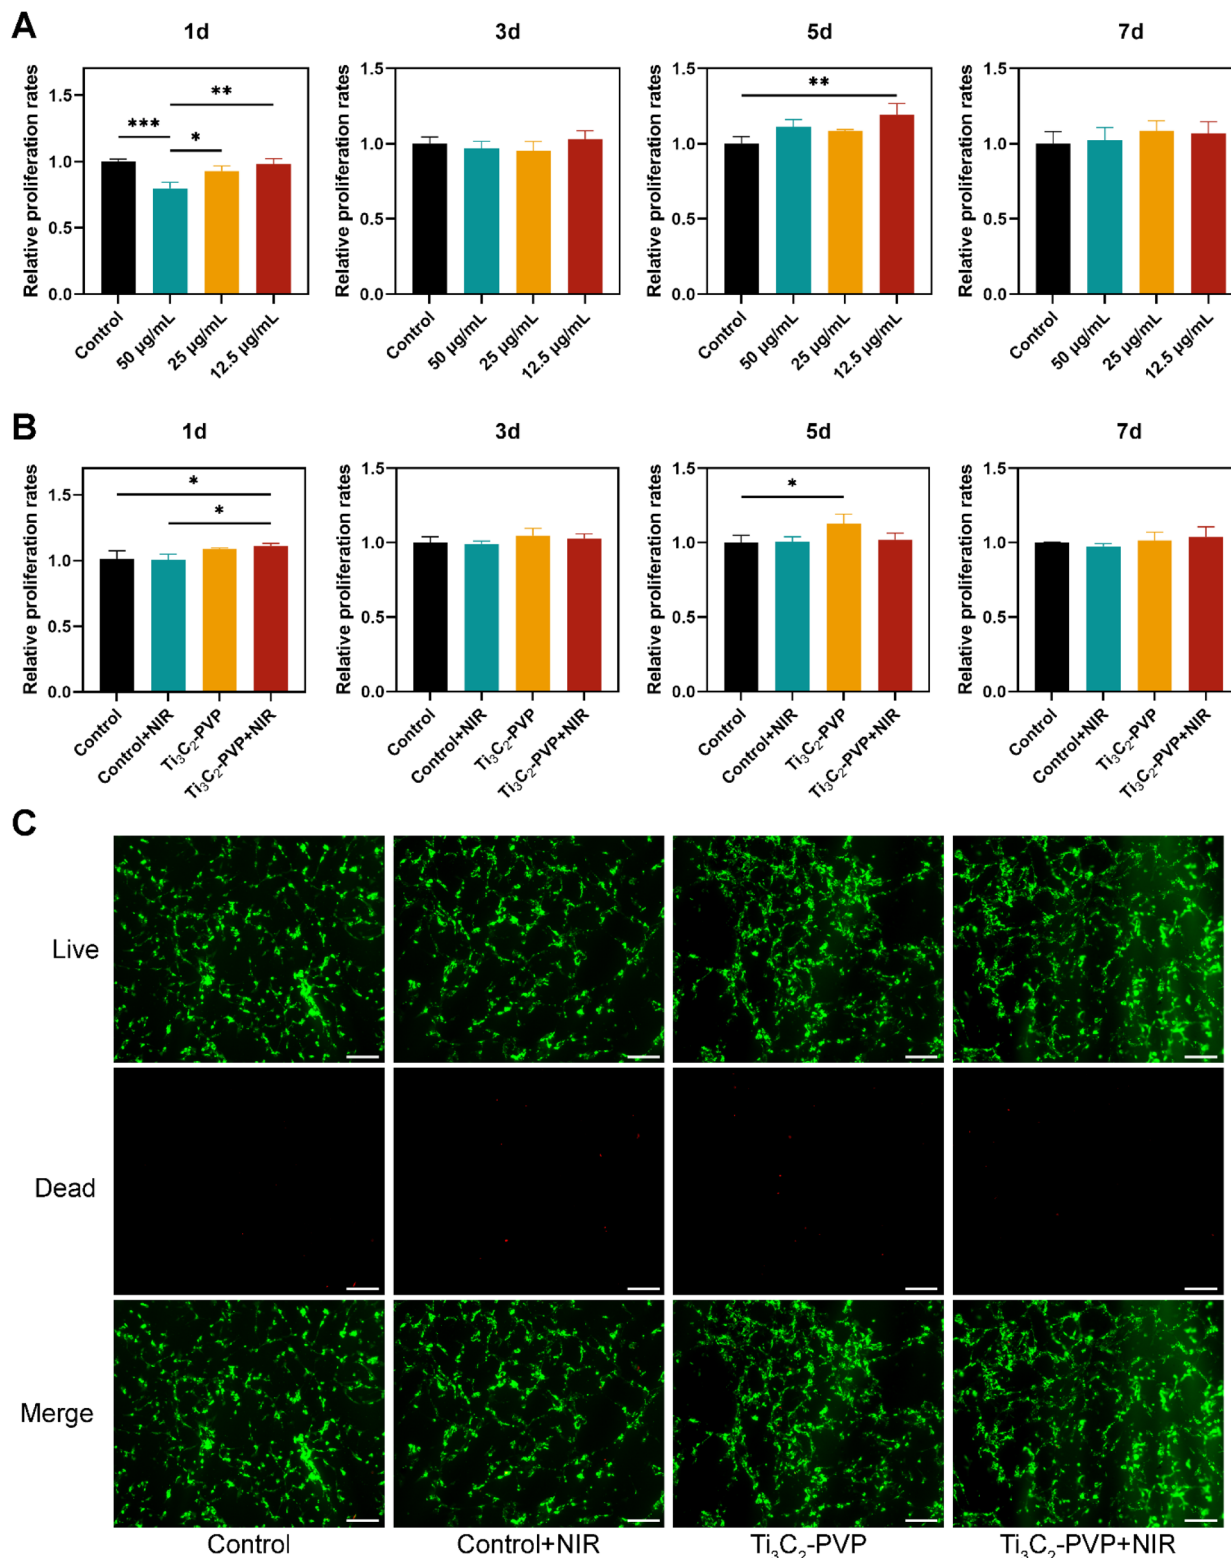 A
1d
3d
5d
7d
Relative proliferation rates
1.5
1.0
0.5
0.0
***
*
**
Control
50 μg/mL
25 μg/mL
12.5 μg/mL
Relative proliferation rates
1.5
1.0
0.5
0.0
Control
50 μg/mL
25 μg/mL
12.5 μg/mL
Relative proliferation rates
1.5
1.0
0.5
0.0
**
Control
50 μg/mL
25 μg/mL
12.5 μg/mL
Relative proliferation rates
1.5
1.0
0.5
0.0
Control
50 μg/mL
25 μg/mL
12.5 μg/mL
B
1d
3d
5d
7d
Relative proliferation rates
1.5
1.0
0.5
0.0
*
*
Control
Control+NIR
Ti₃C₂-PVP
Ti₃C₂-PVP+NIR
Relative proliferation rates
1.5
1.0
0.5
0.0
Control
Control+NIR
Ti₃C₂-PVP
Ti₃C₂-PVP+NIR
Relative proliferation rates
1.5
1.0
0.5
0.0
*
Control
Control+NIR
Ti₃C₂-PVP
Ti₃C₂-PVP+NIR
Relative proliferation rates
1.5
1.0
0.5
0.0
Control
Control+NIR
Ti₃C₂-PVP
Ti₃C₂-PVP+NIR
C
Live
Dead
Merge
Control
Control+NIR
Ti₃C₂-PVP
Ti₃C₂-PVP+NIR